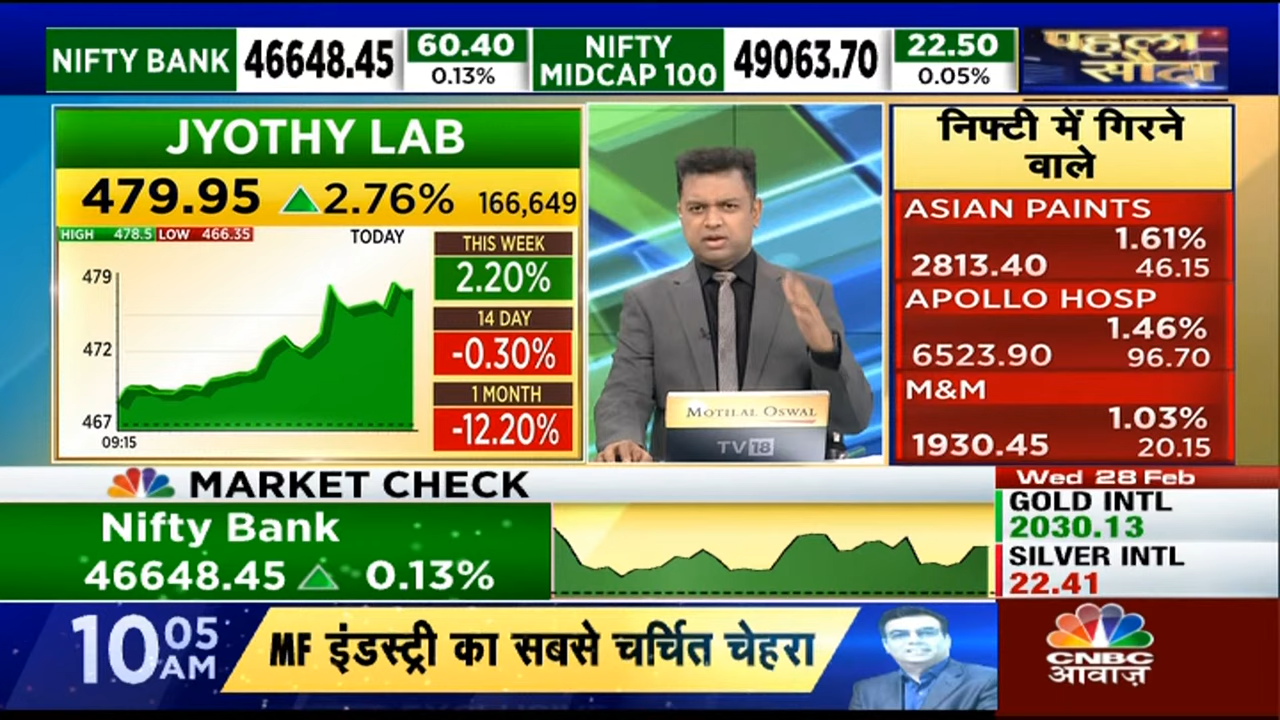 NIFTY BANK
46648.45
60.40
0.13%
NIFTY
MIDCAP 100
49063.70
22.50
0.05%
पहला
सौदा
JYOTHY LAB
479.95 2.76% 166,649
HIGH 478.5 LOW 466.35
TODAY
479
472
467
09:15
THIS WEEK
2.20%
14 DAY
-0.30%
1 MONTH
-12.20%
MOTILAL OSWAL
TV18
निफ्टी में गिरने
वाले
ASIAN PAINTS
1.61%
2813.40 46.15
APOLLO HOSP
1.46%
6523.90 96.70
M&M
1.03%
1930.45 20.15
MARKET CHECK
Nifty Bank
46648.45 0.13%
Wed 28 Feb
GOLD INTL
2030.13
SILVER INTL
22.41
10 05
AM
MF इंडस्ट्री का सबसे चर्चित चेहरा
CNBC
आवाज़